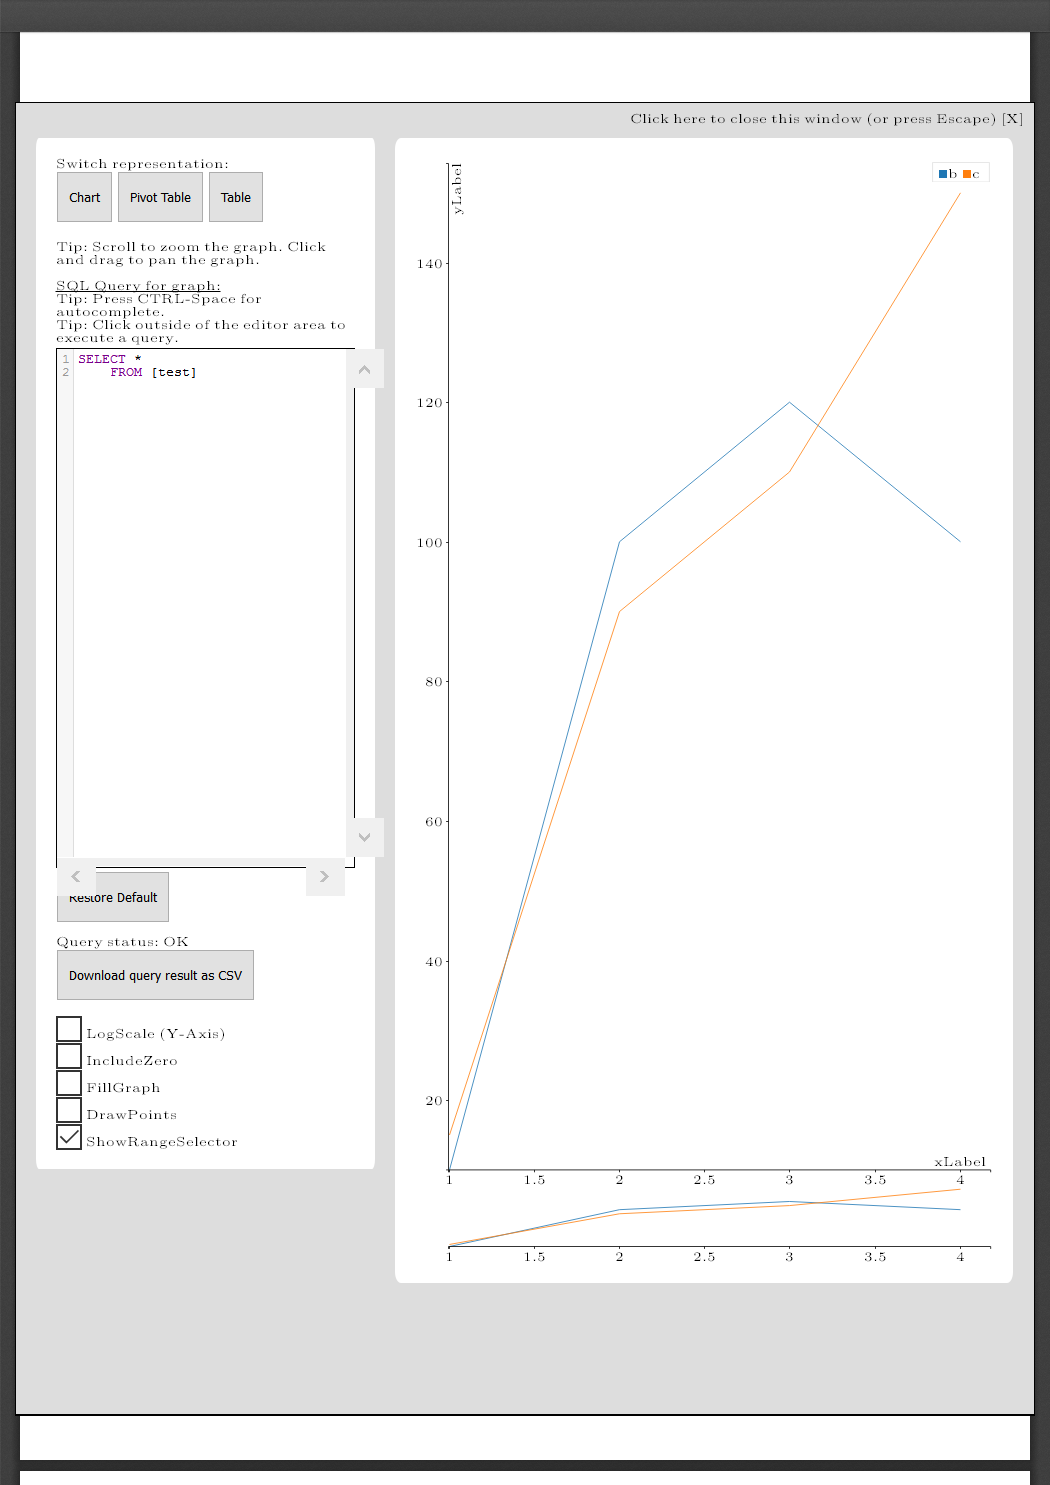 Click here to close this window (or press Escape) [X]
Switch representation:
Chart Pivot Table Table
Tip: Scroll to zoom the graph. Click
and drag to pan the graph.
SQL Query for graph:
Tip: Press CTRL-Space for
autocomplete.
Tip: Click outside of the editor area to
execute a query.
1 SELECT *
2 FROM [test]
Restore Default
Query status: OK
Download query result as CSV
LogScale (Y-Axis)
IncludeZero
FillGraph
DrawPoints
ShowRangeSelector
yLabel
b c
140
120
100
80
60
40
20
xLabel
1 1.5 2 2.5 3 3.5 4
1 1.5 2 2.5 3 3.5 4